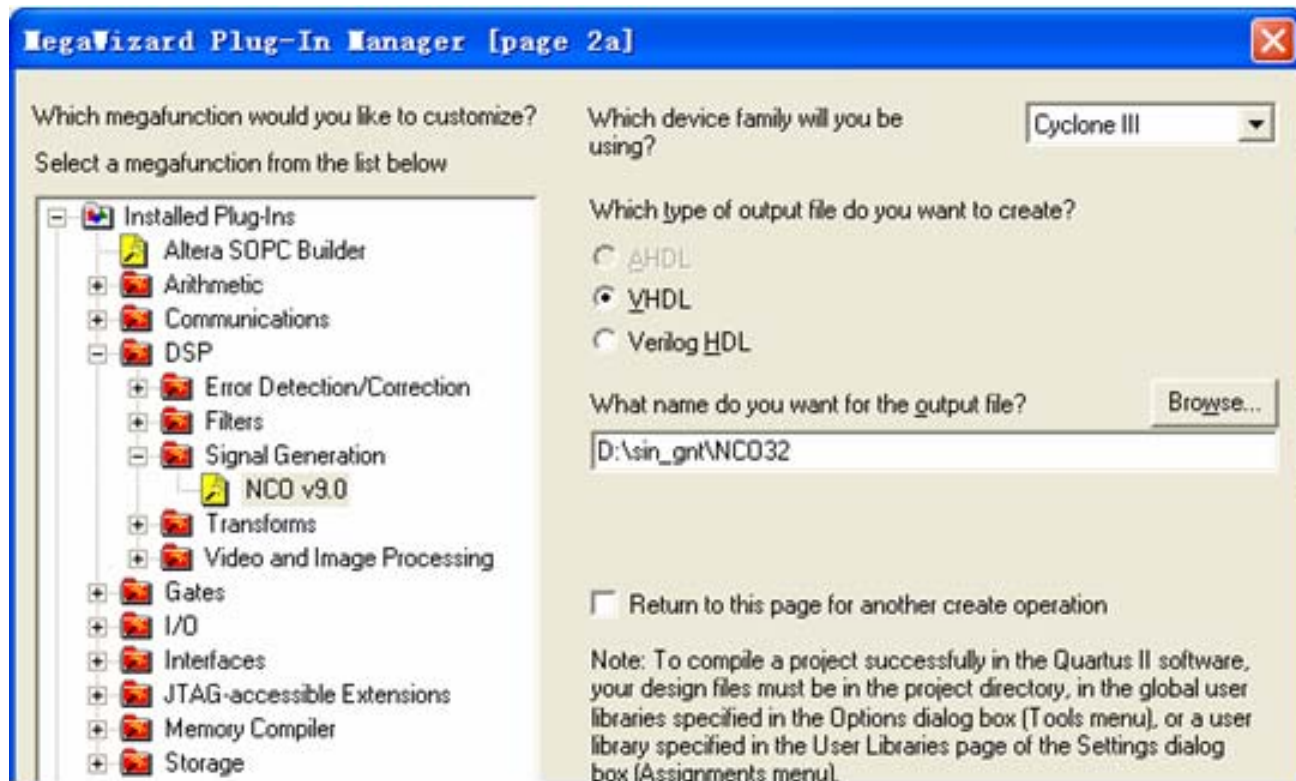 MegaWizard Plug-In Manager [page 2a]
Which megafunction would you like to customize?
Select a megafunction from the list below
Installed Plug-Ins
Altera SOPC Builder
Arithmetic
Communications
DSP
Error Detection/Correction
Filters
Signal Generation
NCO v9.0
Transforms
Video and Image Processing
Gates
I/O
Interfaces
JTAG-accessible Extensions
Memory Compiler
Storage
Which device family will you be
using?
Cyclone III
Which type of output file do you want to create?
AHDL
VHDL
Verilog HDL
What name do you want for the output file?
Browse...
D:\sin_gnt\NCO32
Return to this page for another create operation
Note: To compile a project successfully in the Quartus II software,
your design files must be in the project directory, in the global user
libraries specified in the Options dialog box (Tools menu), or a user
library specified in the User Libraries page of the Settings dialog
box (Assignments menu).